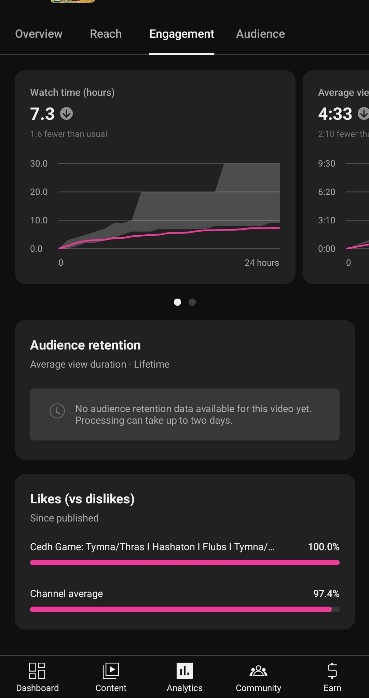 Overview Reach Engagement Audience
Watch time (hours)
7.3
1.6 fewer than usual
30.0
20.0
10.0
0.0
0 24 hours
Average vie
4:33
2:10 fewer th
9:30
6:20
3:10
0:00
0
Audience retention
Average view duration · Lifetime
No audience retention data available for this video yet.
Processing can take up to two days.
Likes (vs dislikes)
Since published
Cedh Game: Tymna/Thras I Hashaton I Flubs I Tymna/... 100.0%
Channel average 97.4%
Dashboard Content Analytics Community Earn